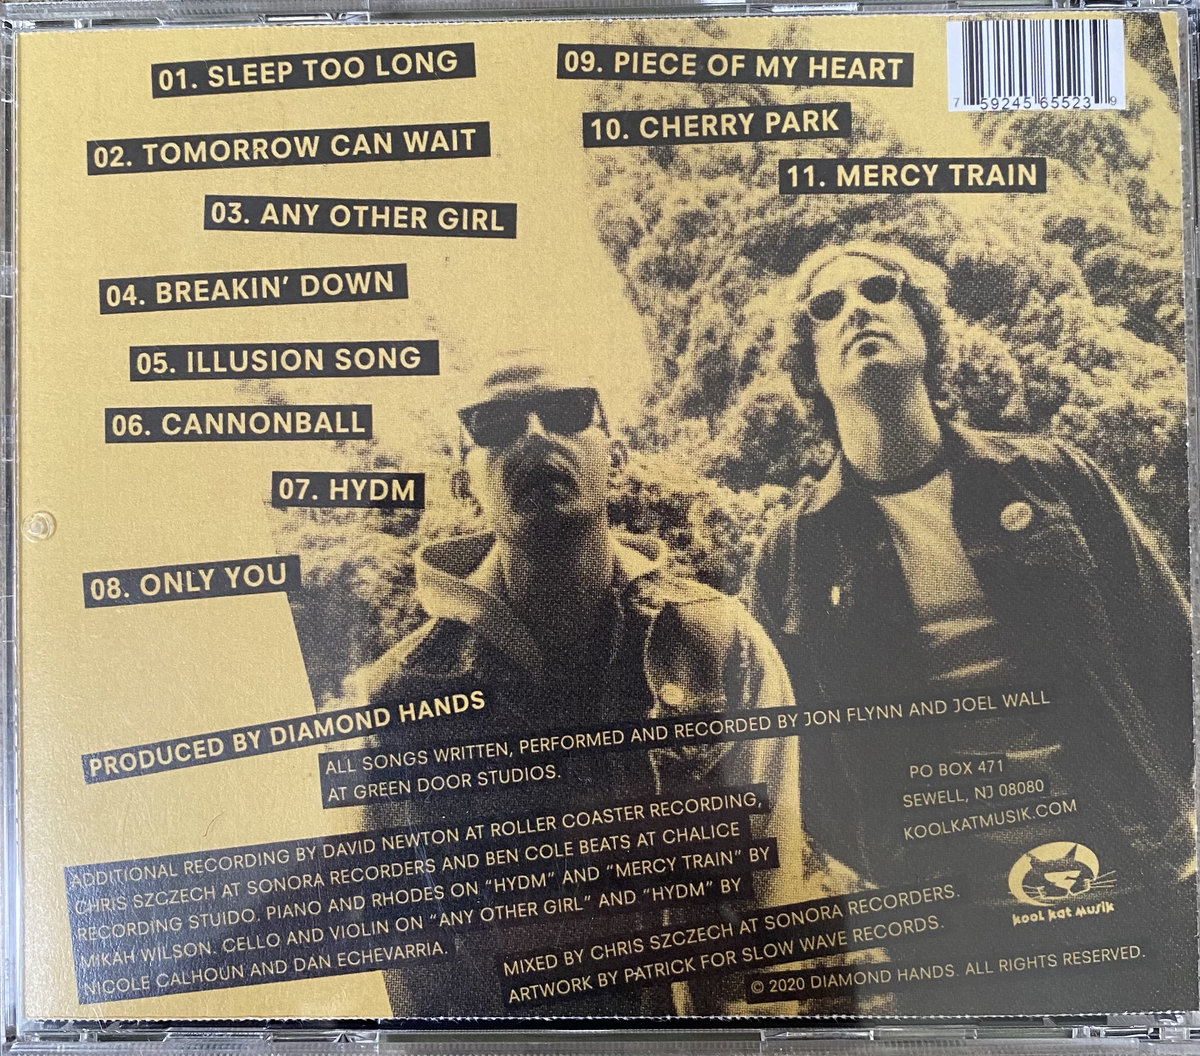 01. SLEEP TOO LONG
02. TOMORROW CAN WAIT
03. ANY OTHER GIRL
04. BREAKIN' DOWN
05. ILLUSION SONG
06. CANNONBALL
07. HYDM
08. ONLY YOU
09. PIECE OF MY HEART
10. CHERRY PARK
11. MERCY TRAIN
7 59245 65523 9
PRODUCED BY DIAMOND HANDS
ALL SONGS WRITTEN, PERFORMED AND RECORDED BY JON FLYNN AND JOEL WALL
AT GREEN DOOR STUDIOS.
ADDITIONAL RECORDING BY DAVID NEWTON AT ROLLER COASTER RECORDING,
CHRIS SZCZECH AT SONORA RECORDERS AND BEN COLE BEATS AT CHALICE
RECORDING STUIDO. PIANO AND RHODES ON "HYDM" AND "MERCY TRAIN" BY
MIKAH WILSON. CELLO AND VIOLIN ON "ANY OTHER GIRL" AND "HYDM" BY
NICOLE CALHOUN AND DAN ECHEVARRIA.
MIXED BY CHRIS SZCZECH AT SONORA RECORDERS.
ARTWORK BY PATRICK FOR SLOW WAVE RECORDS.
PO BOX 471
SEWELL, NJ 08080
KOOLKATMUSIK.COM
kool kat Musik
© 2020 DIAMOND HANDS. ALL RIGHTS RESERVED.